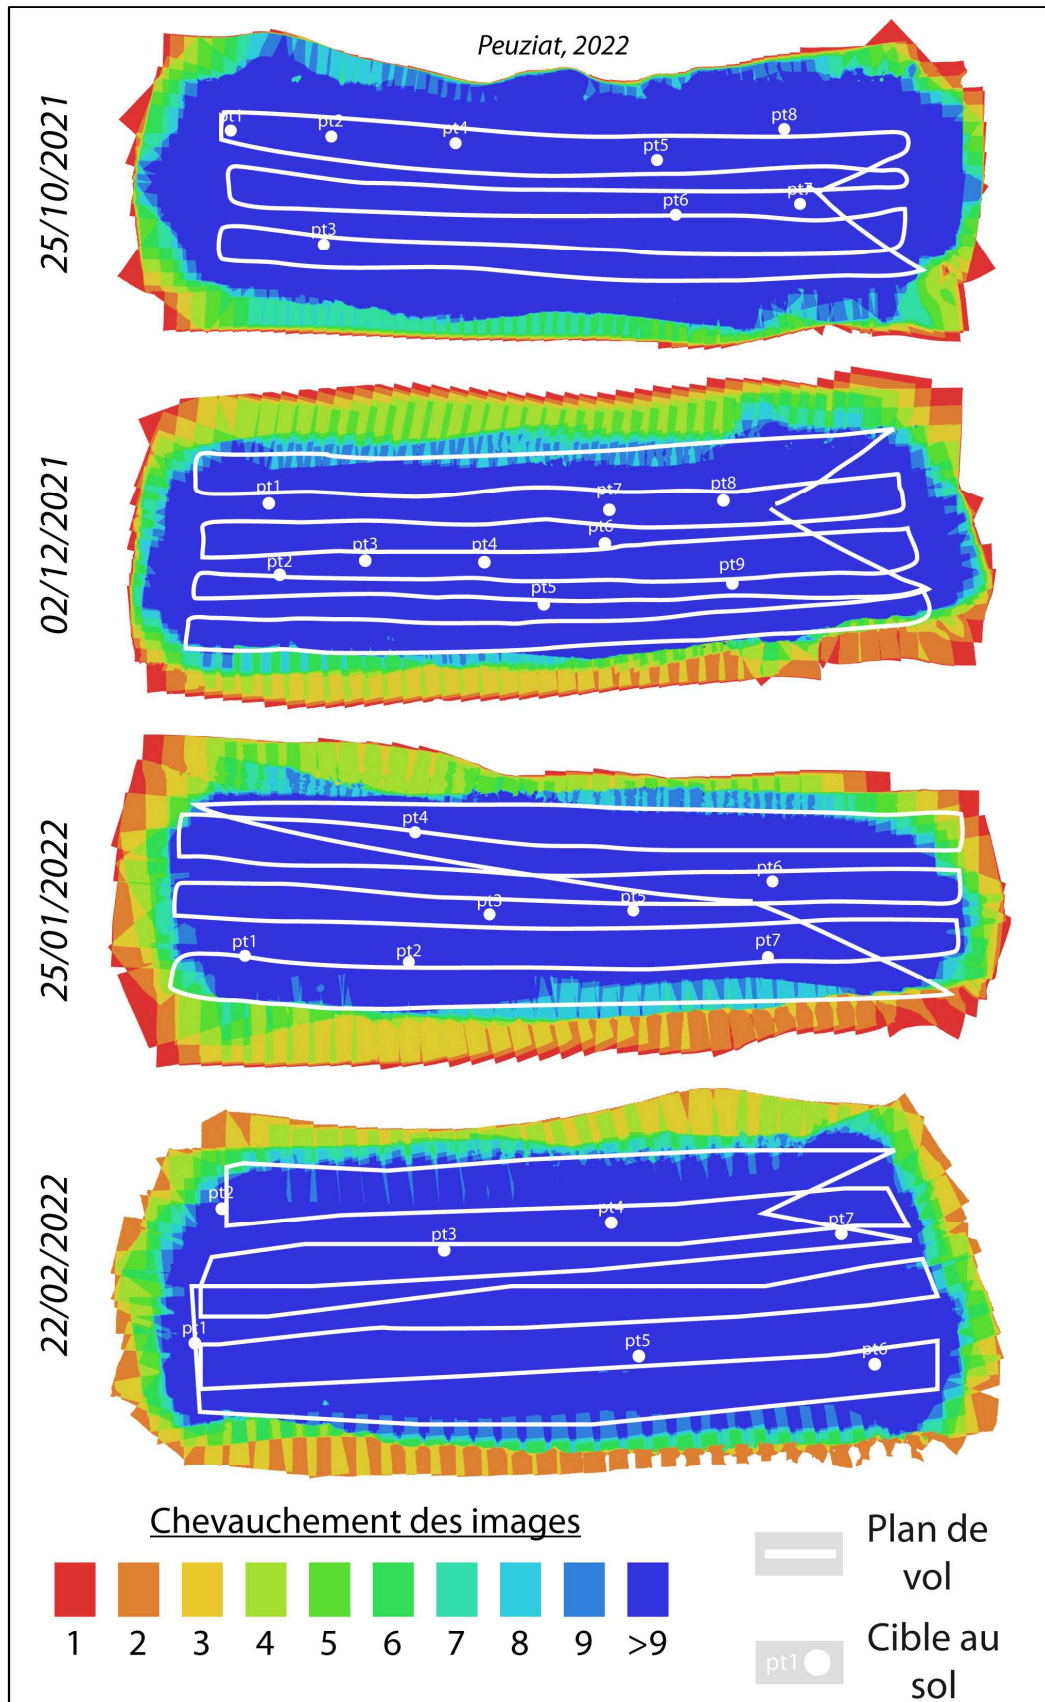 Peuziat, 2022
25/10/2021
pt1
pt2
pt4
pt5
pt8
pt6
pt7
pt3
02/12/2021
pt1
pt7
pt8
pt6
pt3
pt4
pt2
pt9
pt5
25/01/2022
pt4
pt6
pt3
pt5
pt1
pt2
pt7
22/02/2022
pt2
pt4
pt7
pt3
pt1
pt5
pt6
Chevauchement des images
1 2 3 4 5 6 7 8 9 >9
Plan de
vol
pt1
Cible au
sol